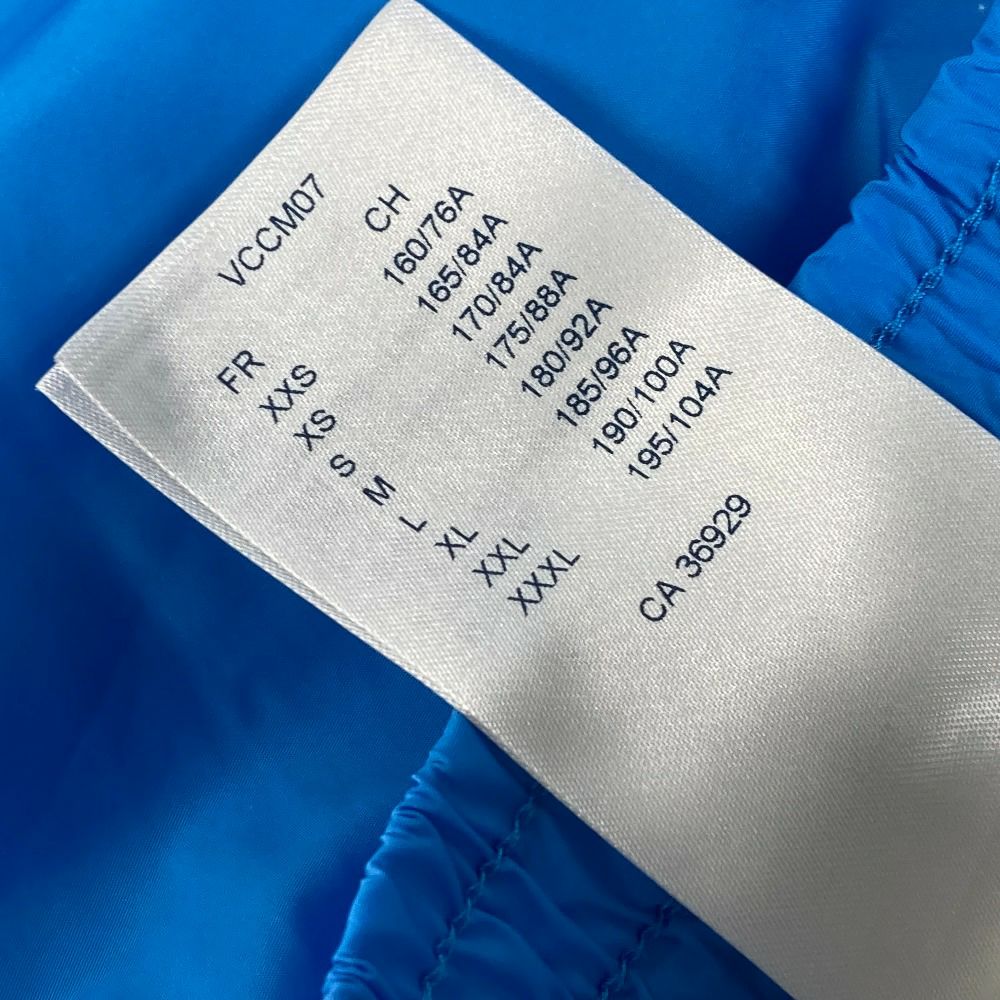 VCCM07
FR CH
XXS 160/76A
XS 165/84A
S 170/84A
M 175/88A
L 180/92A
XL 185/96A
XXL 190/100A
XXXL 195/104A
CA 36929